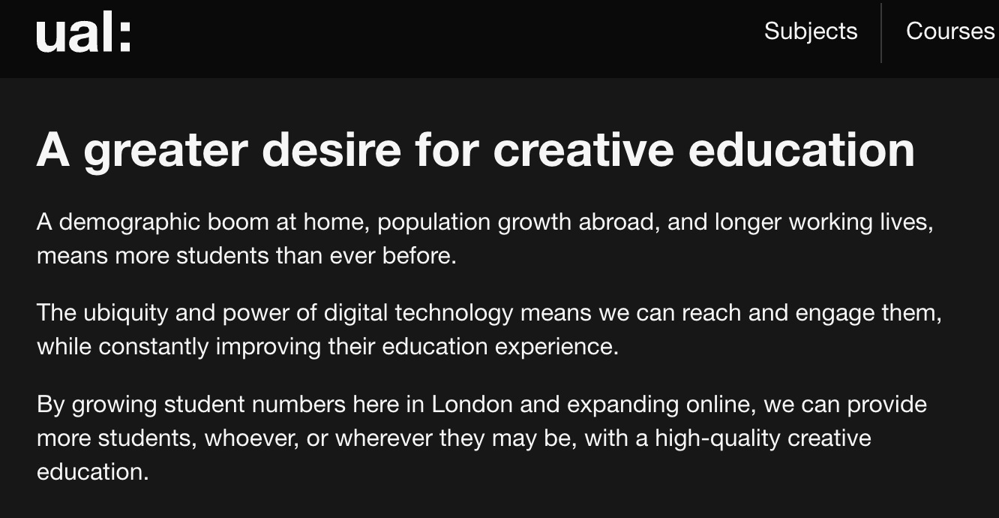 ual:
Subjects
Courses
A greater desire for creative education
A demographic boom at home, population growth abroad, and longer working lives,
means more students than ever before.
The ubiquity and power of digital technology means we can reach and engage them,
while constantly improving their education experience.
By growing student numbers here in London and expanding online, we can provide
more students, whoever, or wherever they may be, with a high-quality creative
education.